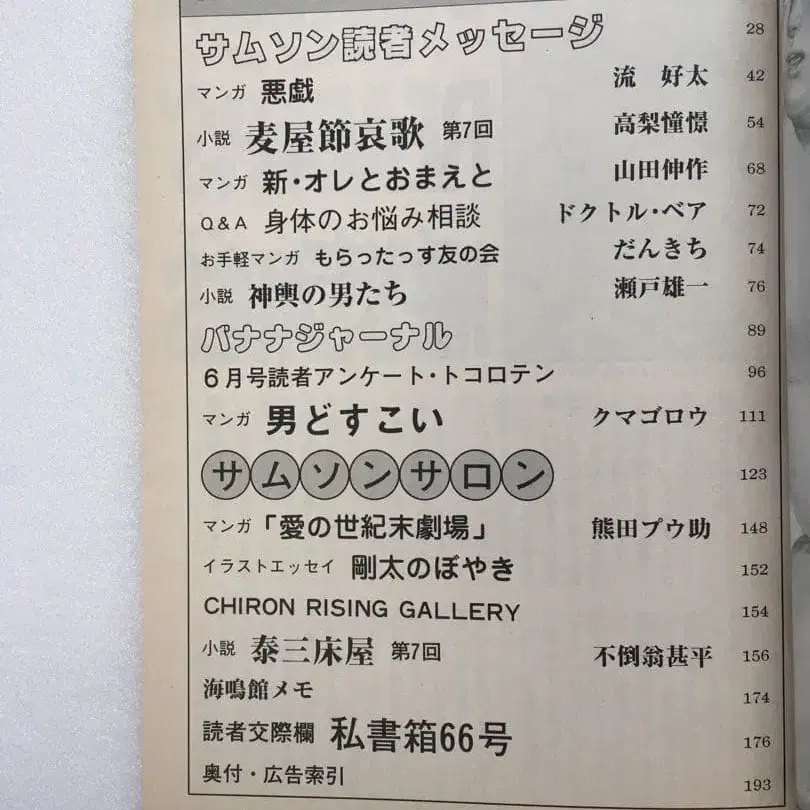 サムソン読者メッセージ 28
マンガ 悪戯 流 好太 42
小説 麦屋節哀歌 第7回 高梨憧憬 54
マンガ 新・オレとおまえと 山田伸作 68
Q&A 身体のお悩み相談 ドクトル・ベア 72
お手軽マンガ もらったっす友の会 だんきち 74
小説 神輿の男たち 瀬戸雄一 76
バナナジャーナル 89
6月号読者アンケート・トコロテン 96
マンガ 男どすこい クマゴロウ 111
サムソンサロン 123
マンガ「愛の世紀末劇場」 熊田プウ助 148
イラストエッセイ 剛太のぼやき 152
CHIRON RISING GALLERY 154
小説 泰三床屋 第7回 不倒翁甚平 156
海鳴館メモ 174
読者交際欄 私書箱66号 176
奥付・広告索引 193